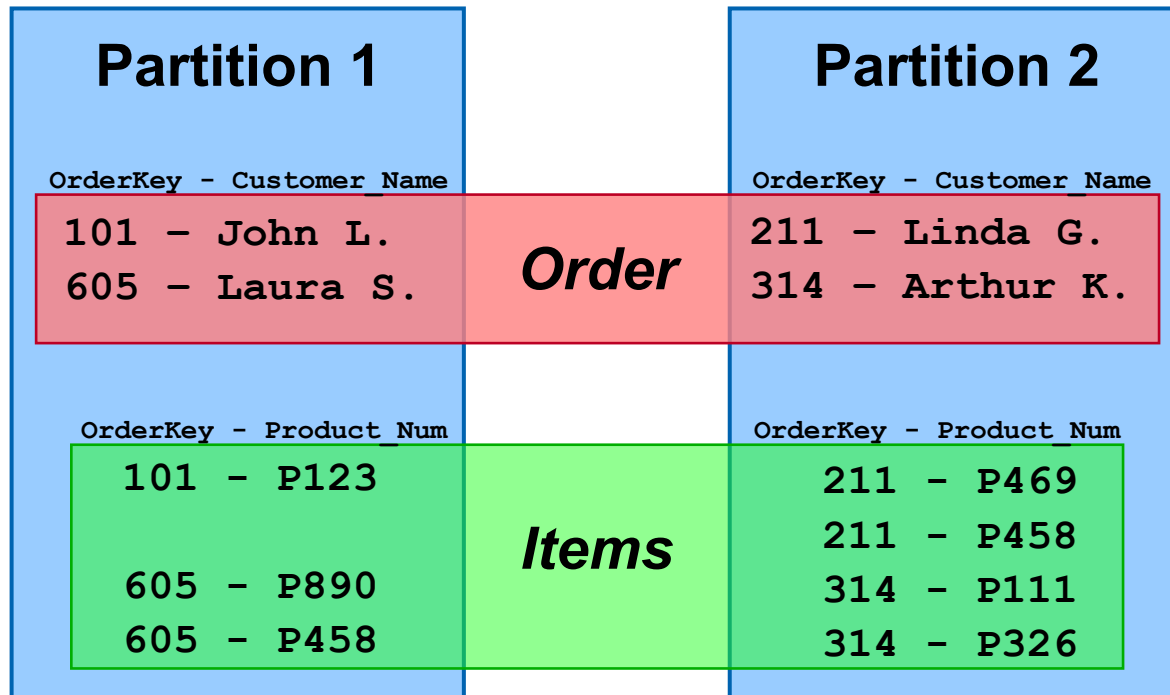 Partition 1
OrderKey - Customer_Name
101 – John L.
605 – Laura S.
OrderKey - Product_Num
101 - P123
605 - P890
605 - P458
Order
Items
Partition 2
OrderKey - Customer_Name
211 – Linda G.
314 – Arthur K.
OrderKey - Product_Num
211 - P469
211 - P458
314 - P111
314 - P326